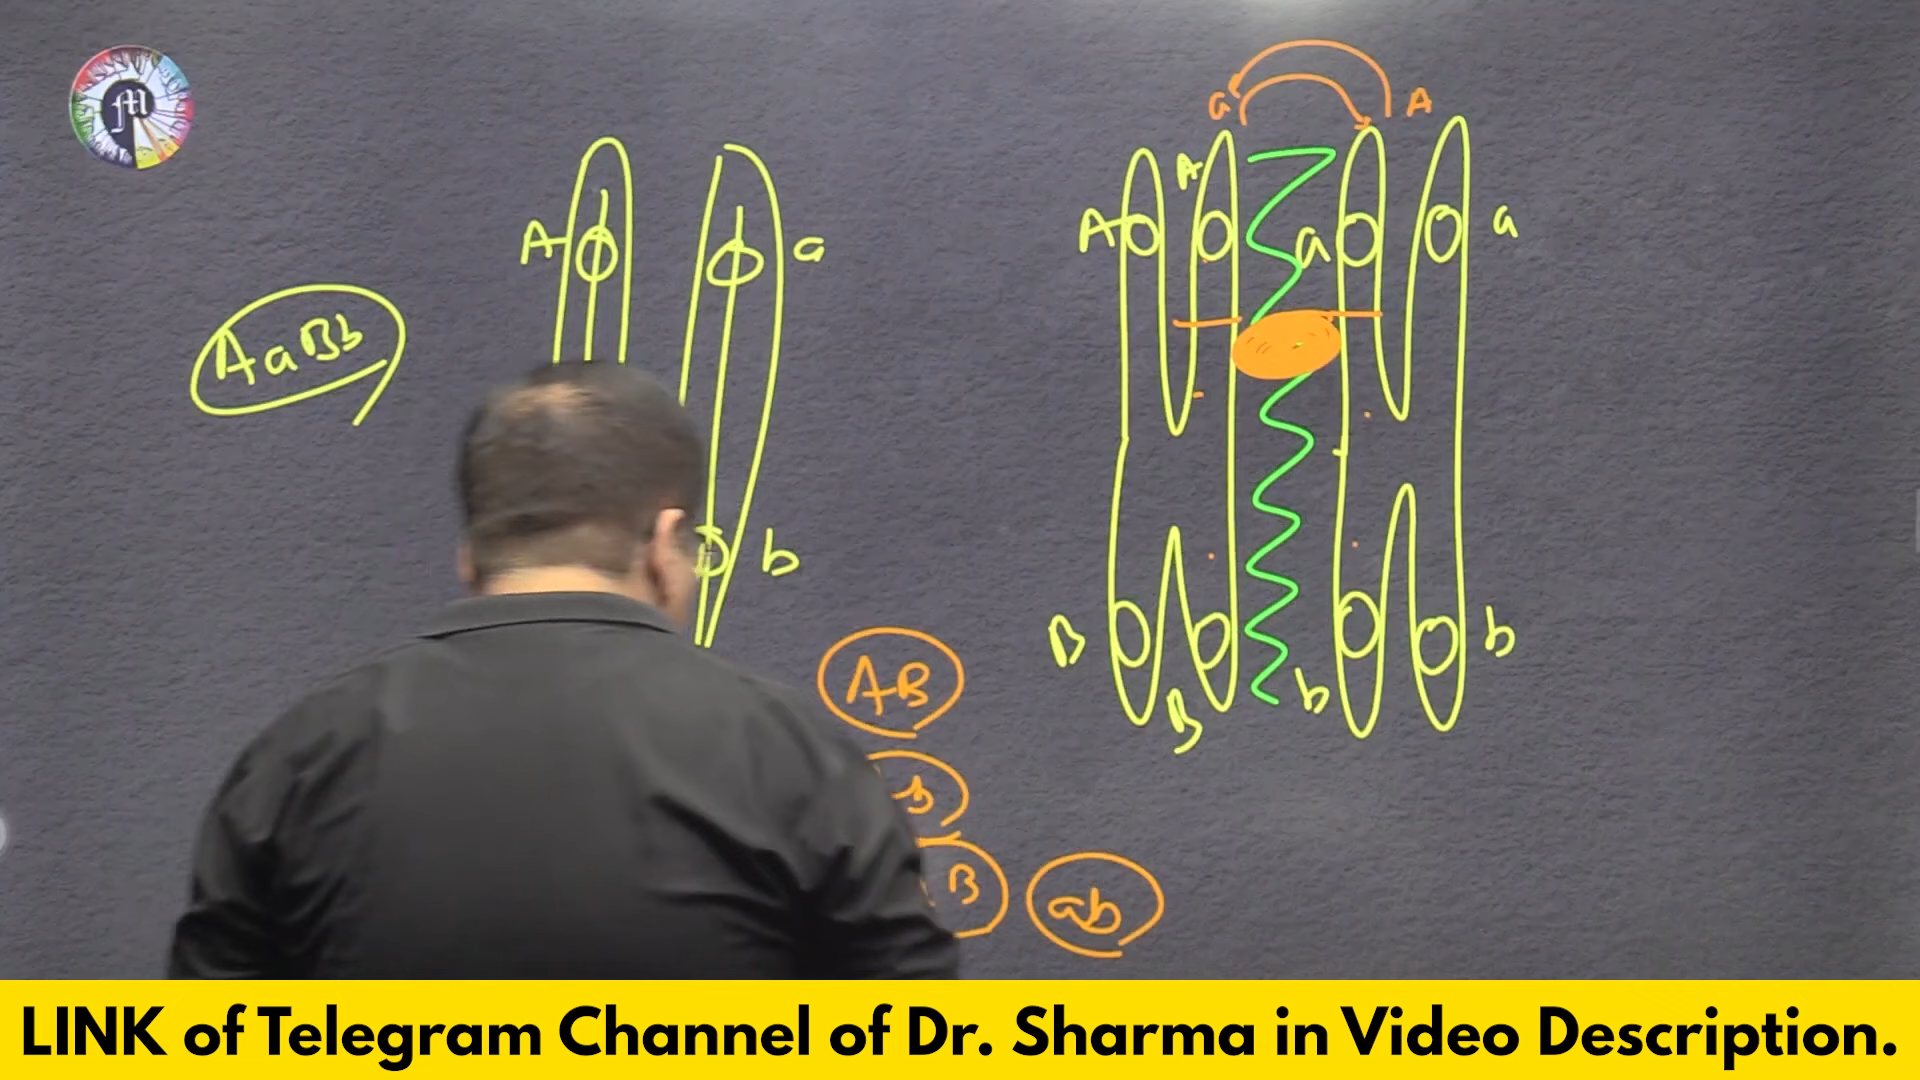 a A
A
A a A a a
AaBb
b B b
AB B b
b
B ab
LINK of Telegram Channel of Dr. Sharma in Video Description.